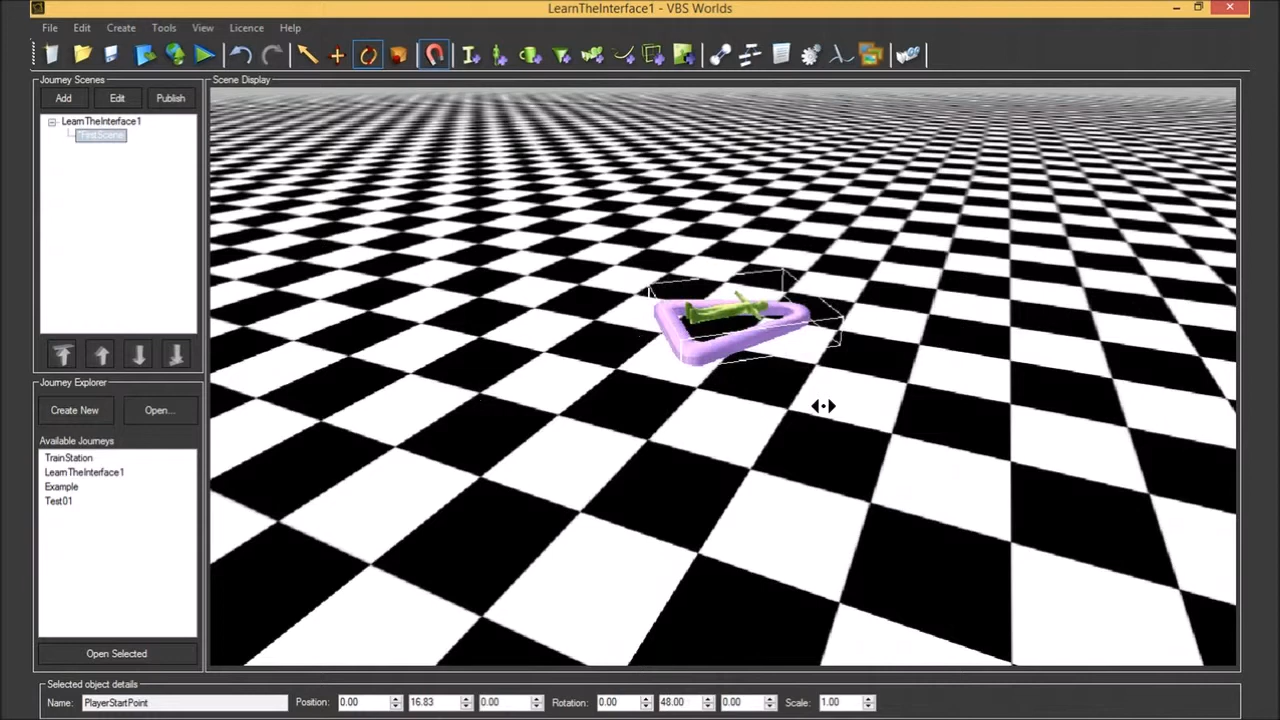 LearnTheInterface1 - VBS Worlds
File Edit Create Tools View Licence Help
Journey Scenes
Scene Display
Add Edit Publish
LearnTheInterface1
*FirstScene
Journey Explorer
Create New Open...
Available Journeys
TrainStation
LearnTheInterface1
Example
Test01
Open Selected
Selected object details
Name: PlayerStartPoint Position: 0.00 16.83 0.00 Rotation: 0.00 48.00 0.00 Scale: 1.00